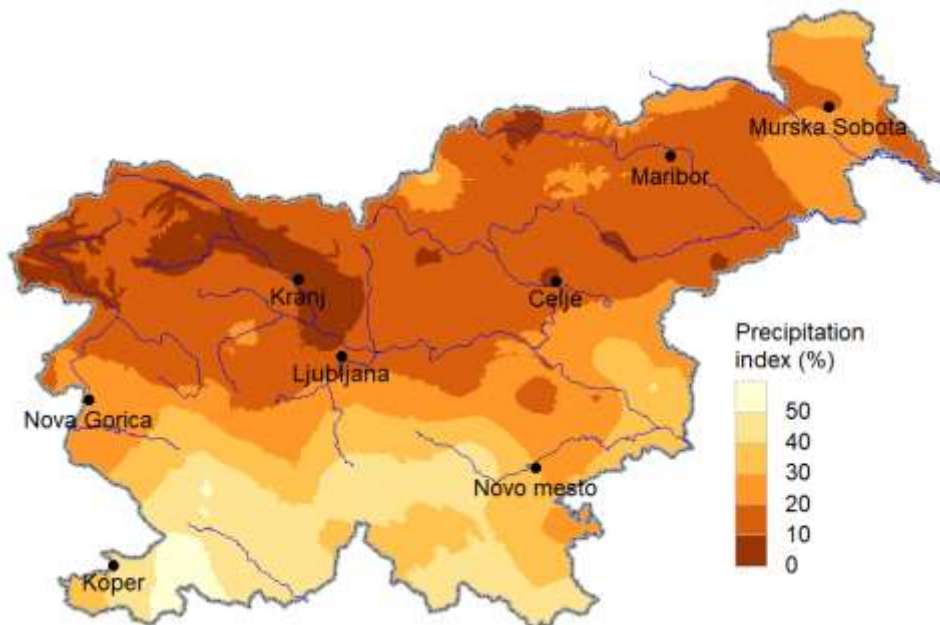 Murska Sobota
Maribor
Kranj
Celje
Ljubljana
Nova Gorica
Novo mesto
Koper
Precipitation
index (%)
50
40
30
20
10
0